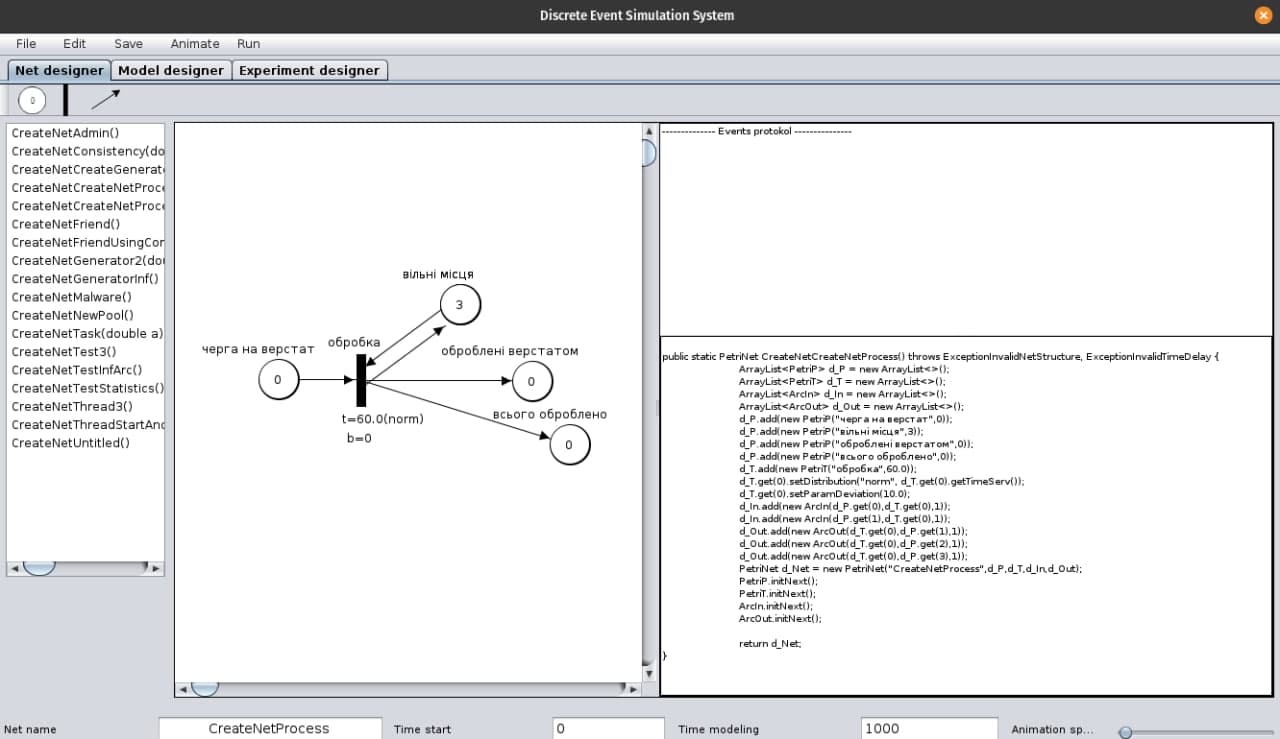 Discrete Event Simulation System
File Edit Save Animate Run
Net designer Model designer Experiment designer
0
CreateNetAdmin()
CreateNetConsistency(do
CreateNetCreateGenerat
CreateNetCreateNetProc
CreateNetCreateNetProc
CreateNetFriend()
CreateNetFriendUsingCor
CreateNetGenerator2(do
CreateNetGeneratorInf()
CreateNetMalware()
CreateNetNewPool()
CreateNetTask(double a)
CreateNetTest3()
CreateNetTestInfArc()
CreateNetTestStatistics()
CreateNetThread3()
CreateNetThreadStartAn
CreateNetUntitled()
вільні місця
3
черга на верстат
0
обробка
t=60.0(norm)
b=0
оброблені верстатом
0
всього оброблено
0
-------------- Events protokol ---------------
public static PetriNet CreateNetCreateNetProcess() throws ExceptionInvalidNetStructure, ExceptionInvalidTimeDelay {
ArrayList<PetriP> d_P = new ArrayList<>();
ArrayList<PetriT> d_T = new ArrayList<>();
ArrayList<ArcIn> d_In = new ArrayList<>();
ArrayList<ArcOut> d_Out = new ArrayList<>();
d_P.add(new PetriP("черга на верстат",0));
d_P.add(new PetriP("вільні місця",3));
d_P.add(new PetriP("оброблені верстатом",0));
d_P.add(new PetriP("всього оброблено",0));
d_T.add(new PetriT("обробка",60.0));
d_T.get(0).setDistribution("norm", d_T.get(0).getTimeServ());
d_T.get(0).setParamDeviation(10.0);
d_In.add(new ArcIn(d_P.get(0),d_T.get(0),1));
d_In.add(new ArcIn(d_P.get(1),d_T.get(0),1));
d_Out.add(new ArcOut(d_T.get(0),d_P.get(1),1));
d_Out.add(new ArcOut(d_T.get(0),d_P.get(2),1));
d_Out.add(new ArcOut(d_T.get(0),d_P.get(3),1));
PetriNet d_Net = new PetriNet("CreateNetProcess",d_P,d_T,d_In,d_Out);
PetriP.initNext();
PetriT.initNext();
ArcIn.initNext();
ArcOut.initNext();
return d_Net;
}
Net name CreateNetProcess Time start 0 Time modeling 1000 Animation sp...